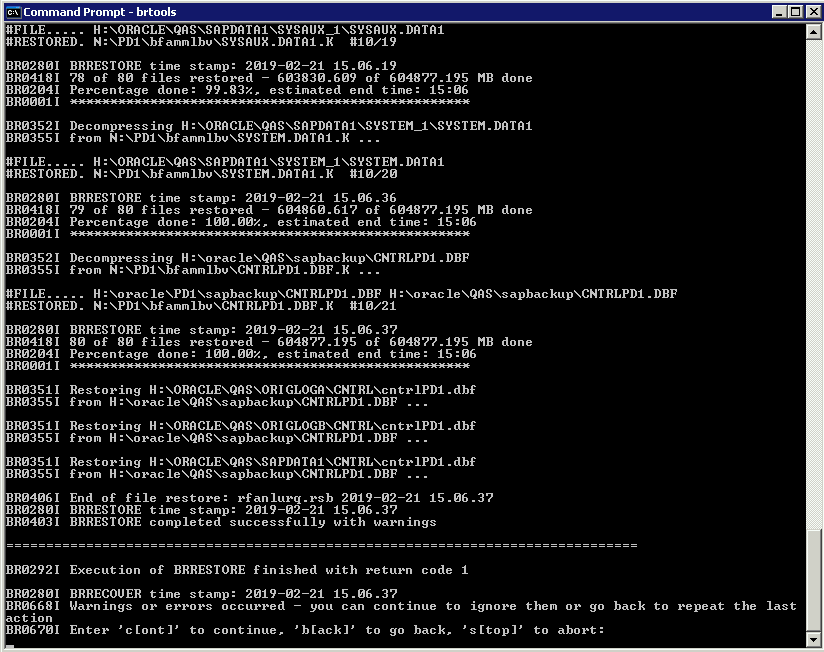 Command Prompt - brtools
#FILE..... H:\ORACLE\QAS\SAPDATA1\SYSAUX_1\SYSAUX.DATA1
#RESTORED. N:\PD1\bfammlbv\SYSAUX.DATA1.K  #10/19
BR0280I BRRESTORE time stamp: 2019-02-21 15.06.19
BR0418I 78 of 80 files restored - 603830.609 of 604877.195 MB done
BR0204I Percentage done: 99.83%, estimated end time: 15:06
BR0001I **************************************************
BR0352I Decompressing H:\ORACLE\QAS\SAPDATA1\SYSTEM_1\SYSTEM.DATA1
BR0355I from N:\PD1\bfammlbv\SYSTEM.DATA1.K ...
#FILE..... H:\ORACLE\QAS\SAPDATA1\SYSTEM_1\SYSTEM.DATA1
#RESTORED. N:\PD1\bfammlbv\SYSTEM.DATA1.K  #10/20
BR0280I BRRESTORE time stamp: 2019-02-21 15.06.36
BR0418I 79 of 80 files restored - 604860.617 of 604877.195 MB done
BR0204I Percentage done: 100.00%, estimated end time: 15:06
BR0001I **************************************************
BR0352I Decompressing H:\oracle\QAS\sapbackup\CNTRLPD1.DBF
BR0355I from N:\PD1\bfammlbv\CNTRLPD1.DBF.K ...
#FILE..... H:\oracle\PD1\sapbackup\CNTRLPD1.DBF H:\oracle\QAS\sapbackup\CNTRLPD1.DBF
#RESTORED. N:\PD1\bfammlbv\CNTRLPD1.DBF.K  #10/21
BR0280I BRRESTORE time stamp: 2019-02-21 15.06.37
BR0418I 80 of 80 files restored - 604877.195 of 604877.195 MB done
BR0204I Percentage done: 100.00%, estimated end time: 15:06
BR0001I **************************************************
BR0351I Restoring H:\ORACLE\QAS\ORIGLOGA\CNTRL\cntrlPD1.dbf
BR0355I from H:\oracle\QAS\sapbackup\CNTRLPD1.DBF ...
BR0351I Restoring H:\ORACLE\QAS\ORIGLOGB\CNTRL\cntrlPD1.dbf
BR0355I from H:\oracle\QAS\sapbackup\CNTRLPD1.DBF ...
BR0351I Restoring H:\ORACLE\QAS\SAPDATA1\CNTRL\cntrlPD1.dbf
BR0355I from H:\oracle\QAS\sapbackup\CNTRLPD1.DBF ...
BR0406I End of file restore: rfanlurq.rsb 2019-02-21 15.06.37
BR0280I BRRESTORE time stamp: 2019-02-21 15.06.37
BR0403I BRRESTORE completed successfully with warnings
===============================================================================
BR0292I Execution of BRRESTORE finished with return code 1
BR0280I BRRECOVER time stamp: 2019-02-21 15.06.37
BR0668I Warnings or errors occurred - you can continue to ignore them or go back to repeat the last
action
BR0670I Enter 'c[ont]' to continue, 'b[ack]' to go back, 's[top]' to abort: